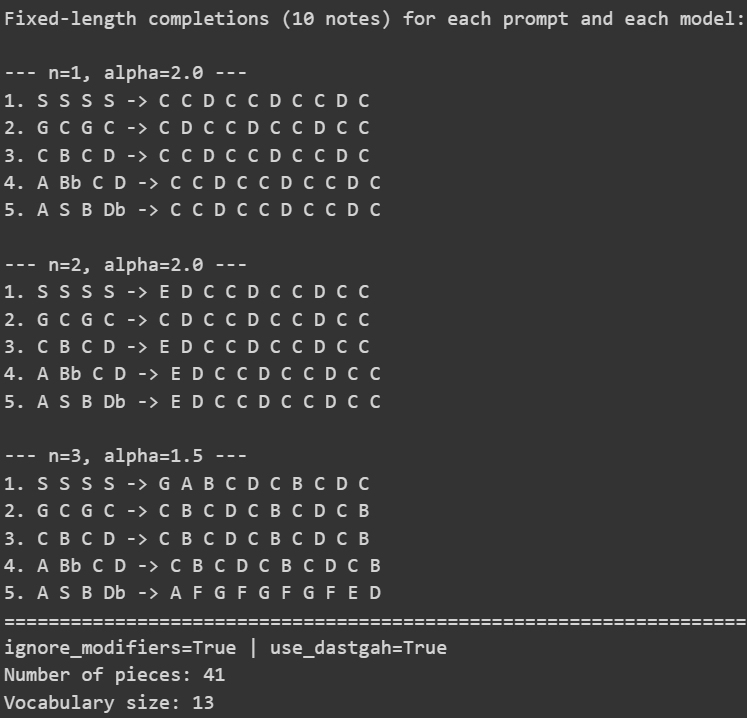 Fixed-length completions (10 notes) for each prompt and each model:
--- n=1, alpha=2.0 ---
1. S S S S -> C C D C C D C C D C
2. G C G C -> C D C C D C C D C C
3. C B C D -> C C D C C D C C D C
4. A Bb C D -> C C D C C D C C D C
5. A S B Db -> C C D C C D C C D C
--- n=2, alpha=2.0 ---
1. S S S S -> E D C C D C C D C C
2. G C G C -> C D C C D C C D C C
3. C B C D -> E D C C D C C D C C
4. A Bb C D -> E D C C D C C D C C
5. A S B Db -> E D C C D C C D C C
--- n=3, alpha=1.5 ---
1. S S S S -> G A B C D C B C D C
2. G C G C -> C B C D C B C D C B
3. C B C D -> C B C D C B C D C B
4. A Bb C D -> C B C D C B C D C B
5. A S B Db -> A F G F G F G F E D
================================================================================
ignore_modifiers=True | use_dastgah=True
Number of pieces: 41
Vocabulary size: 13